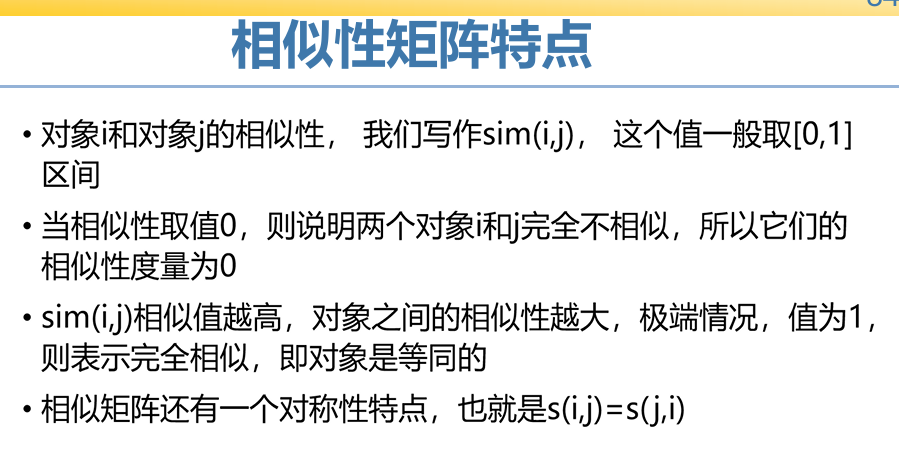 相似性矩阵特点
• 对象i和对象j的相似性， 我们写作sim(i,j)， 这个值一般取[0,1]
区间
• 当相似性取值0，则说明两个对象i和j完全不相似，所以它们的
相似性度量为0
• sim(i,j)相似值越高，对象之间的相似性越大，极端情况，值为1，
则表示完全相似，即对象是等同的
• 相似矩阵还有一个对称性特点，也就是s(i,j)=s(j,i)